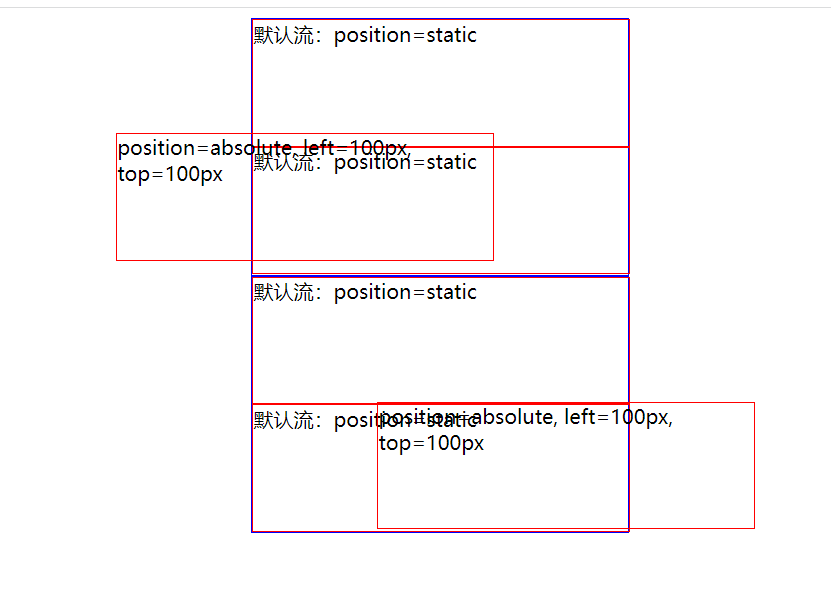 默认流：position=static
position=absolute, left=100px,
top=100px
默认流：position=static
默认流：position=static
默认流：position=static
position=absolute, left=100px,
top=100px